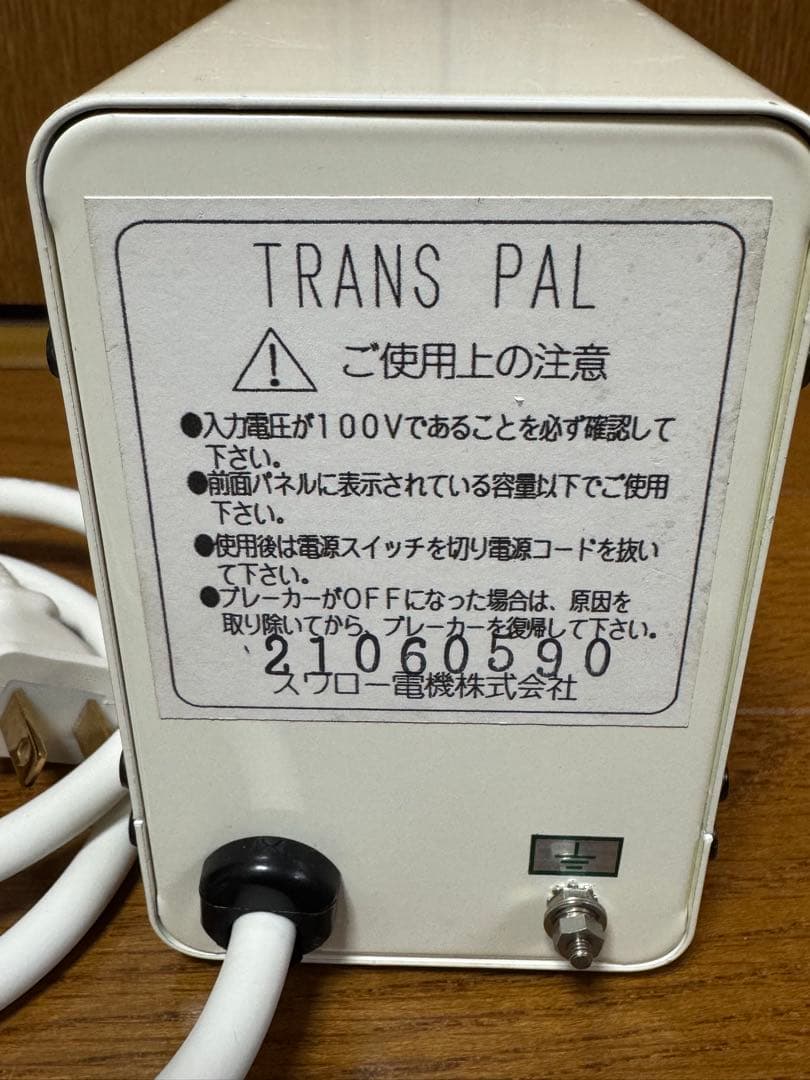 TRANS PAL
ご使用上の注意
●入力電圧が100Vであることを必ず確認して
下さい。
●前面パネルに表示されている容量以下でご使用
下さい。
●使用後は電源スイッチを切り電源コードを抜い
て下さい。
●ブレーカーがOFFになった場合は、原因を
取り除いてから、ブレーカーを復帰して下さい。
21060590
スワロー電機株式会社